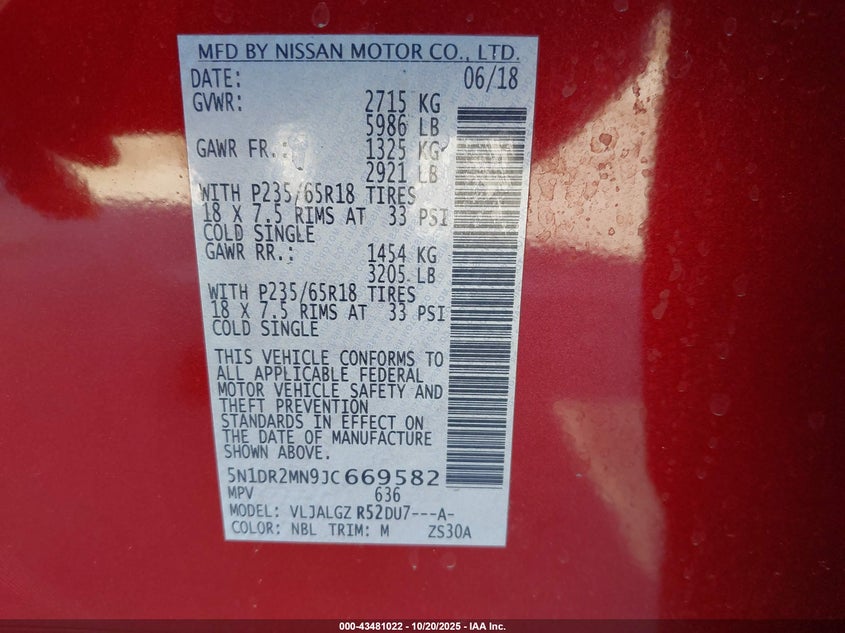 MFD BY NISSAN MOTOR CO., LTD.
DATE: 06/18
GVWR: 2715 KG
5986 LB
GAWR FR.: 1325 KG
2921 LB
WITH P235/65R18 TIRES
18 X 7.5 RIMS AT 33 PSI
COLD SINGLE
GAWR RR.: 1454 KG
3205 LB
WITH P235/65R18 TIRES
18 X 7.5 RIMS AT 33 PSI
COLD SINGLE
THIS VEHICLE CONFORMS TO
ALL APPLICABLE FEDERAL
MOTOR VEHICLE SAFETY AND
THEFT PREVENTION
STANDARDS IN EFFECT ON
THE DATE OF MANUFACTURE
SHOWN ABOVE.
5N1DR2MN9JC669582
MPV 636
MODEL: VLJALGZ R52DU7---A-
COLOR: NBL TRIM: M ZS30A
000-43481022 - 10/20/2025 - IAA Inc.